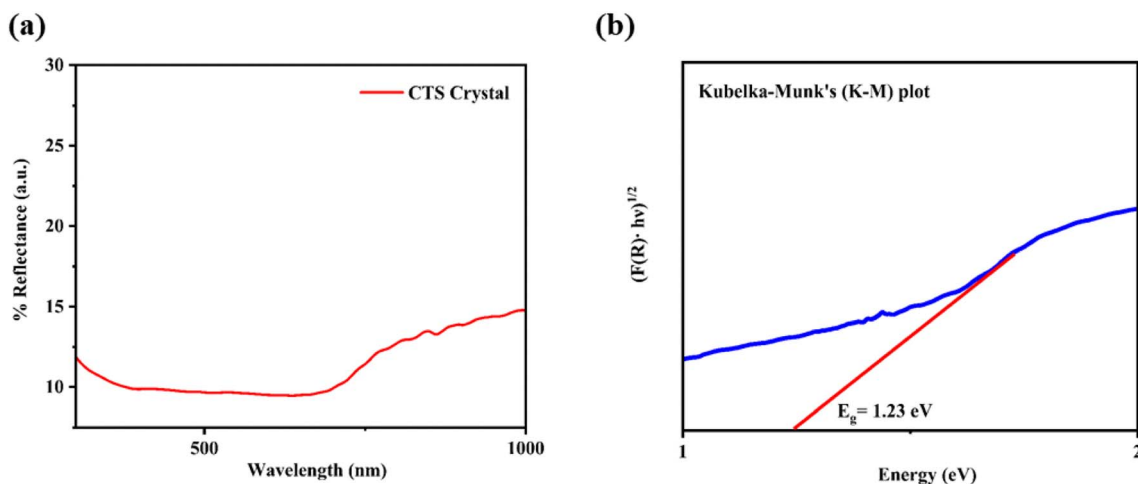 (a)
30
25
20
15
10
% Reflectance (a.u.)
CTS Crystal
500
1000
Wavelength (nm)
(b)
Kubelka-Munk's (K-M) plot
(F(R)· hν)1/2
Eg= 1.23 eV
1
2
Energy (eV)